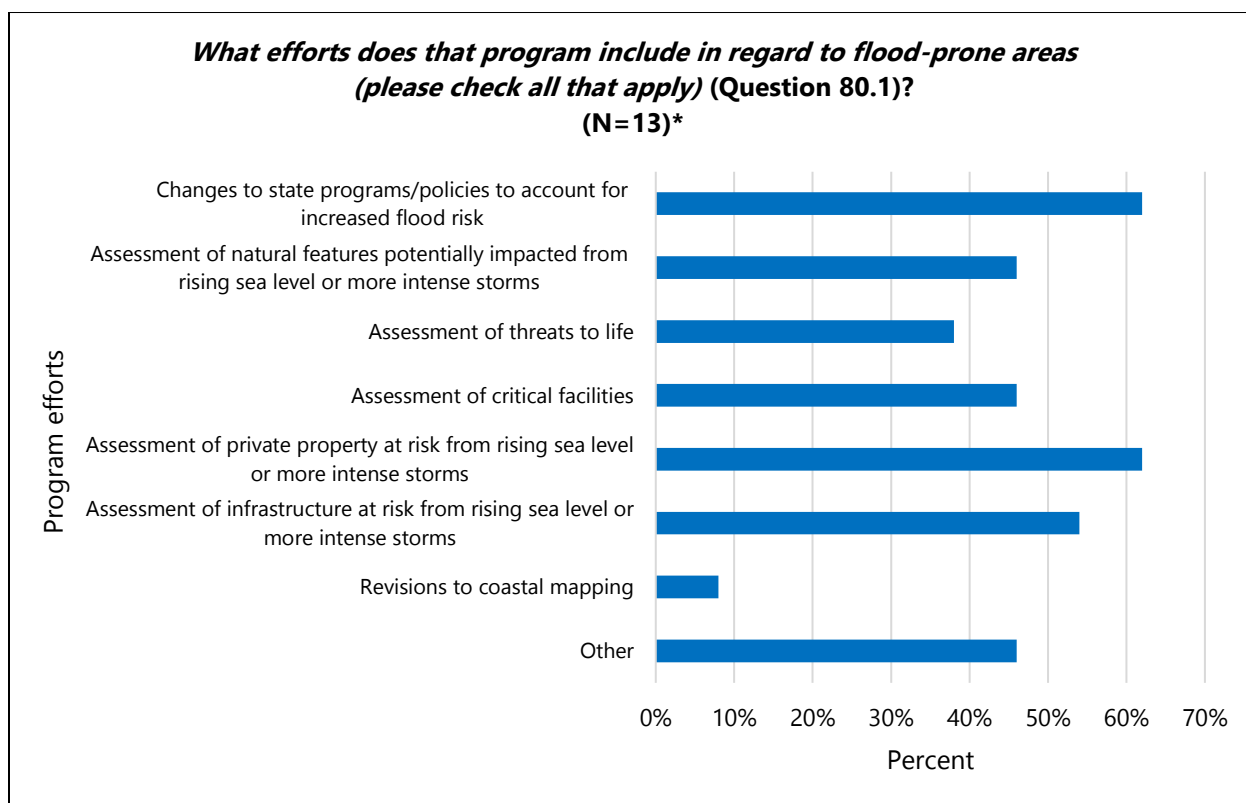 What efforts does that program include in regard to flood-prone areas
(please check all that apply) (Question 80.1)?
(N=13)*
Changes to state programs/policies to account for
increased flood risk
Assessment of natural features potentially impacted from
rising sea level or more intense storms
Assessment of threats to life
Assessment of critical facilities
Assessment of private property at risk from rising sea level
or more intense storms
Assessment of infrastructure at risk from rising sea level or
more intense storms
Revisions to coastal mapping
Other
Program efforts
0% 10% 20% 30% 40% 50% 60% 70%
Percent